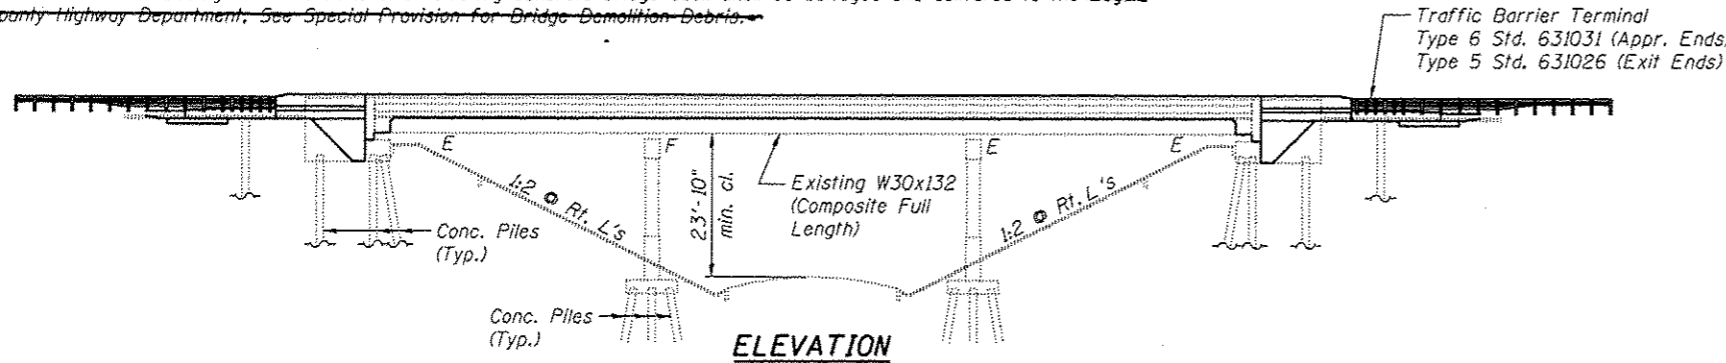 Highway Department. See Special Provision for Bridge Demolition Debris.
Traffic Barrier Terminal
Type 6 Std. 631031 (Appr. Ends)
Type 5 Std. 631026 (Exit Ends)
E F E E
1:2 @ Rt. L's
23'-10"
min. cl.
Existing W30x132
(Composite Full
Length)
1:2 @ Rt. L's
Conc. Piles
(Typ.)
Conc. Piles
(Typ.)
ELEVATION